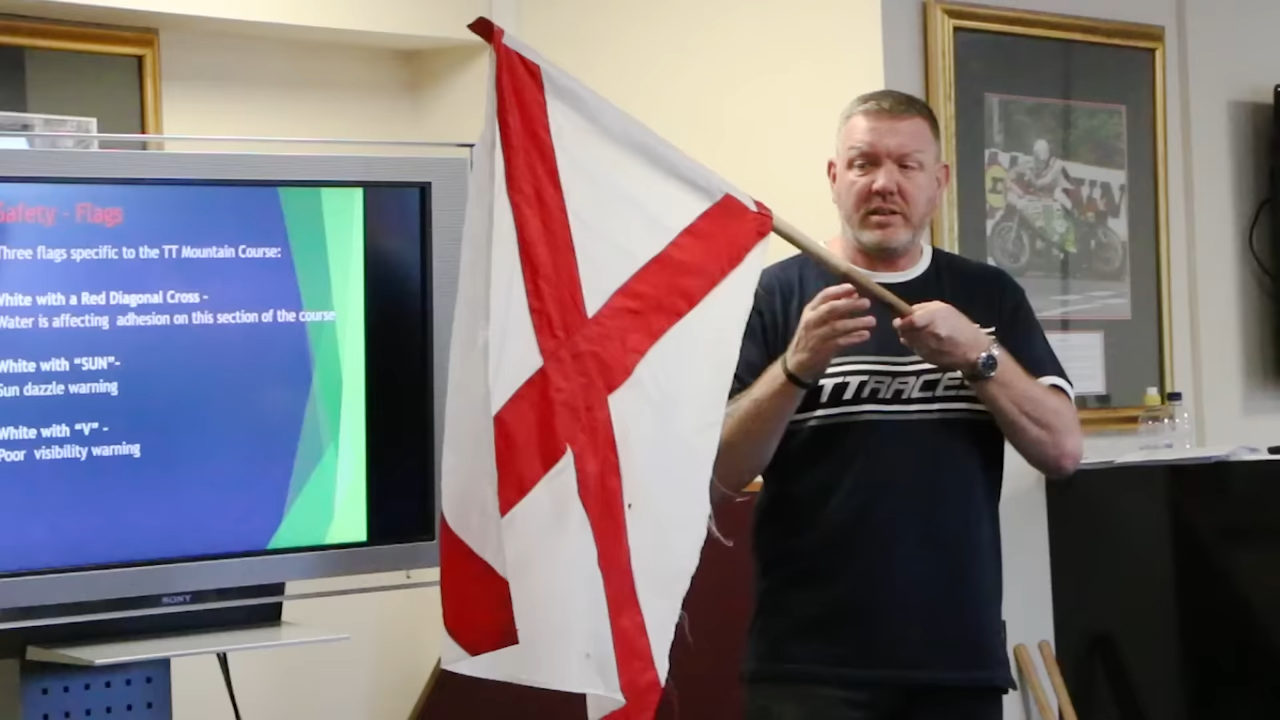 Safety - Flags
Three flags specific to the TT Mountain Course:
White with a Red Diagonal Cross -
Water is affecting adhesion on this section of the course
White with "SUN"-
Sun dazzle warning
White with "V" -
Poor visibility warning
SONY
TTRACES